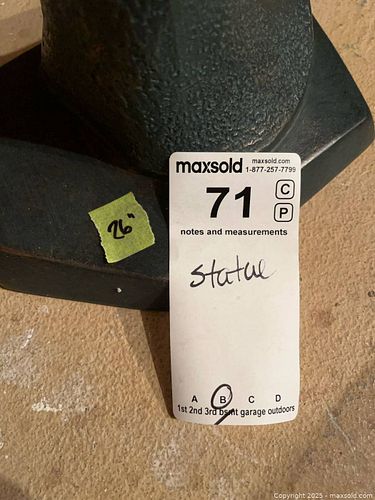 maxsold maxsold.com
1-877-257-7799
71 C
P
notes and measurements
26"
statue
A B C D
1st 2nd 3rd bsmt garage outdoors
Copyright 2025 - maxsold.com